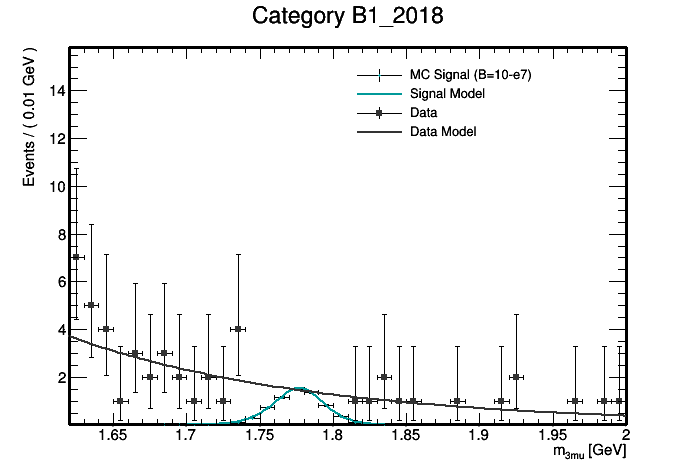 Category B1_2018
Events / ( 0.01 GeV )
MC Signal (B=10-e7)
Signal Model
Data
Data Model
14
12
10
8
6
4
2
1.65 1.7 1.75 1.8 1.85 1.9 1.95 2
m3mu [GeV]